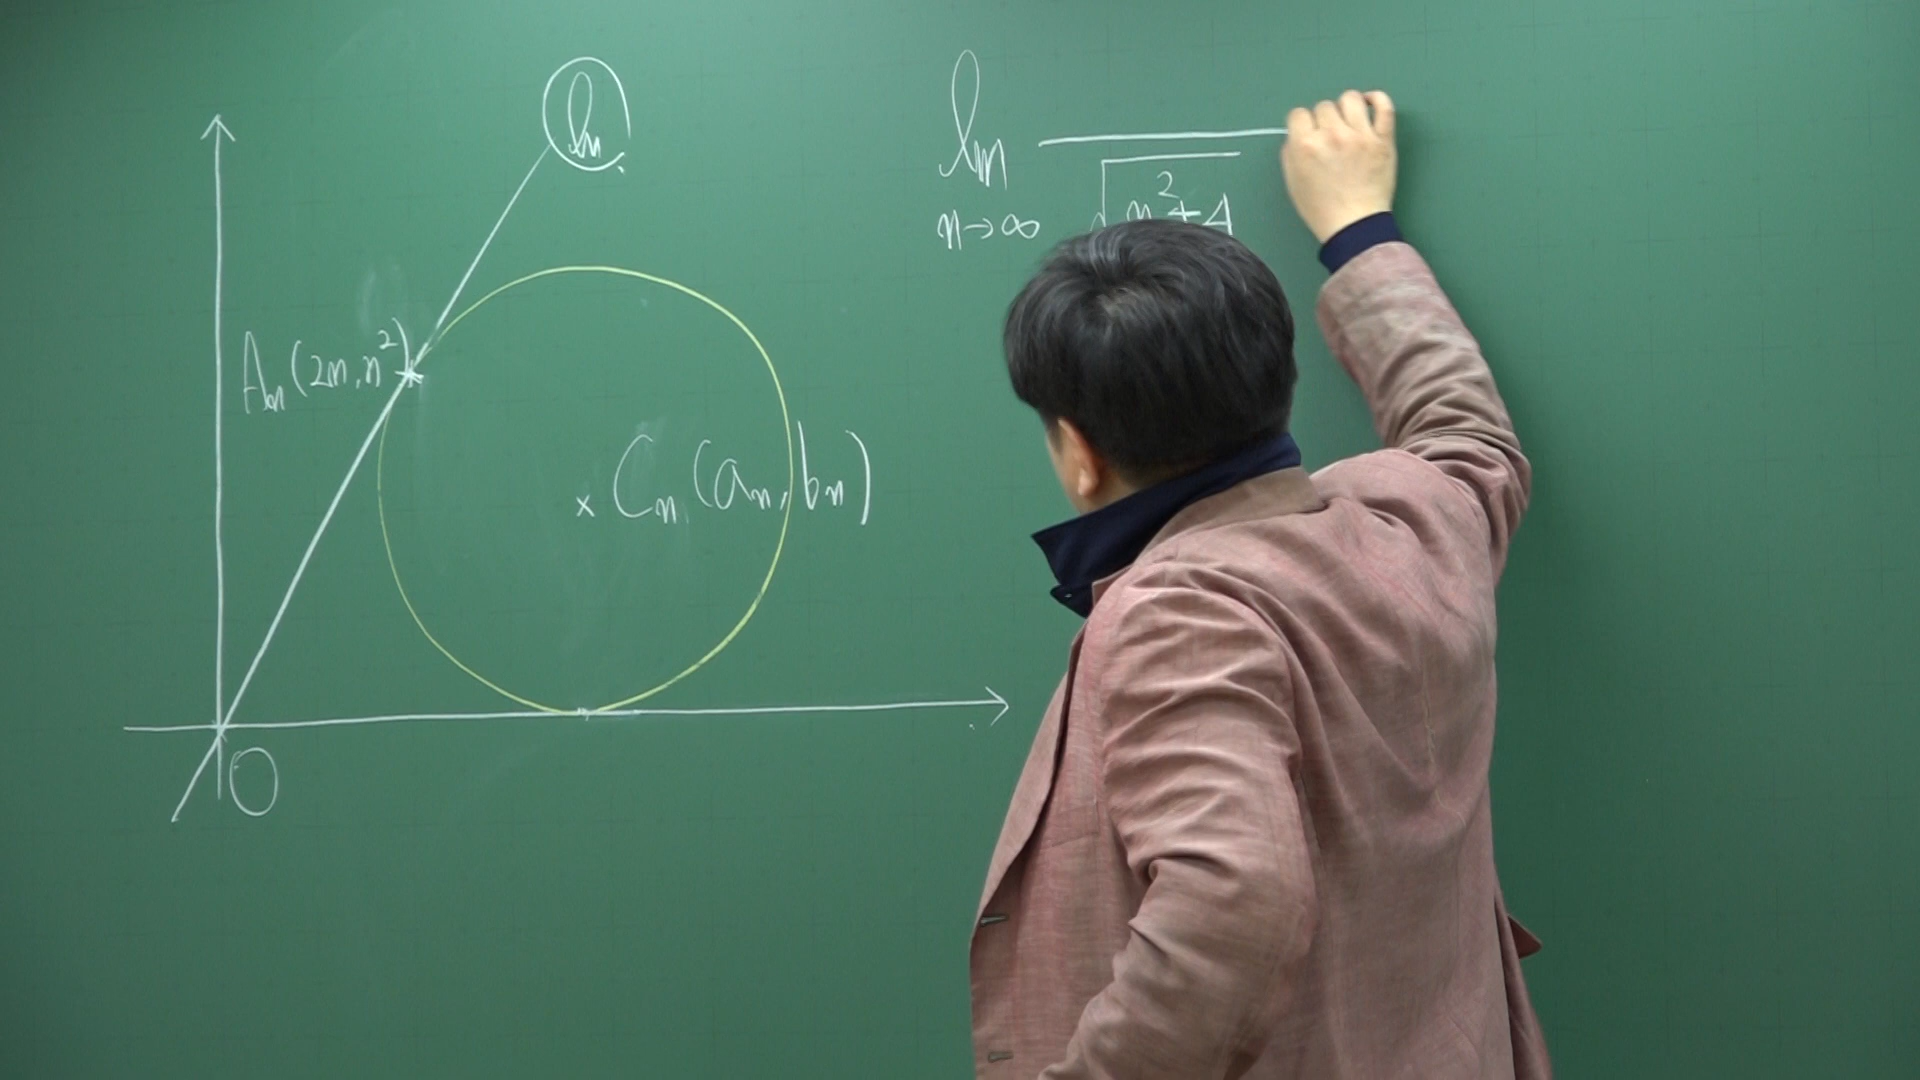 lₙ
Aₙ(2n, n²)
× Cₙ(aₙ, bₙ)
O
lim
n→∞
√n²+4